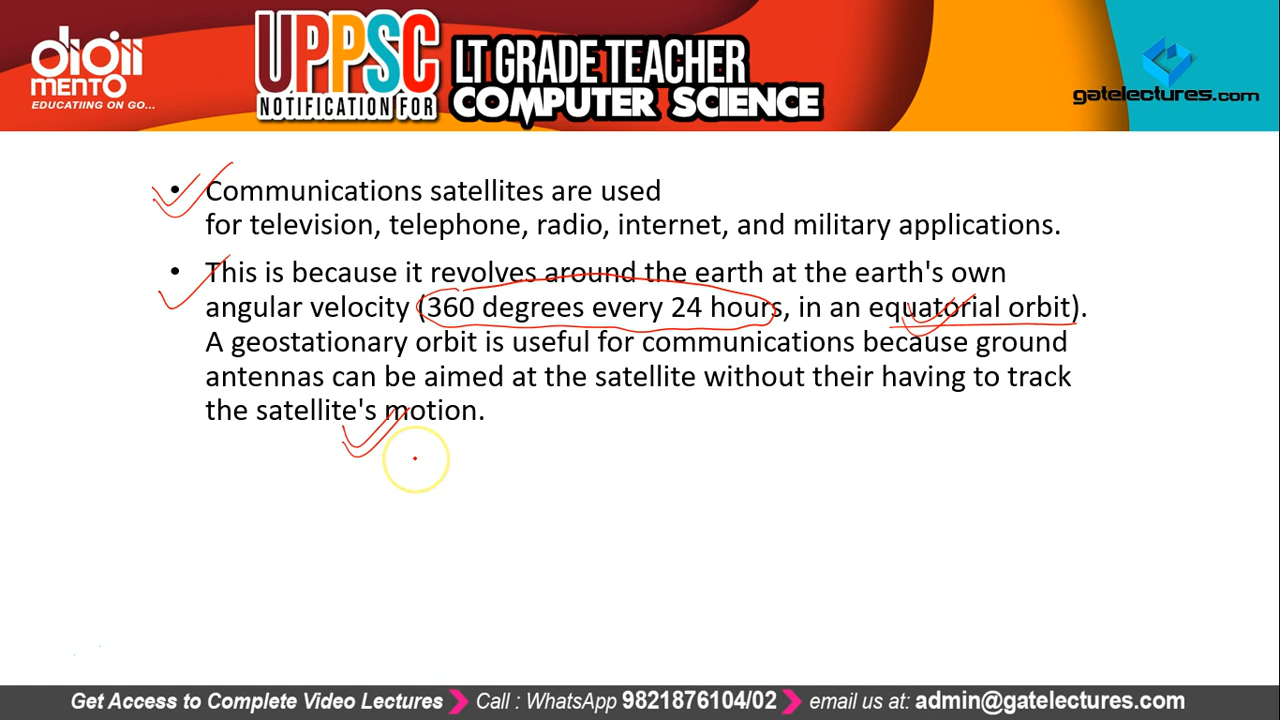 digii
MENTO
EDUCATIING ON GO...
UPPSC
NOTIFICATION FOR
LT GRADE TEACHER
COMPUTER SCIENCE
gatelectures.com
• Communications satellites are used
for television, telephone, radio, internet, and military applications.
• This is because it revolves around the earth at the earth's own
angular velocity (360 degrees every 24 hours, in an equatorial orbit).
A geostationary orbit is useful for communications because ground
antennas can be aimed at the satellite without their having to track
the satellite's motion.
Get Access to Complete Video Lectures Call : WhatsApp 9821876104/02 email us at: admin@gatelectures.com